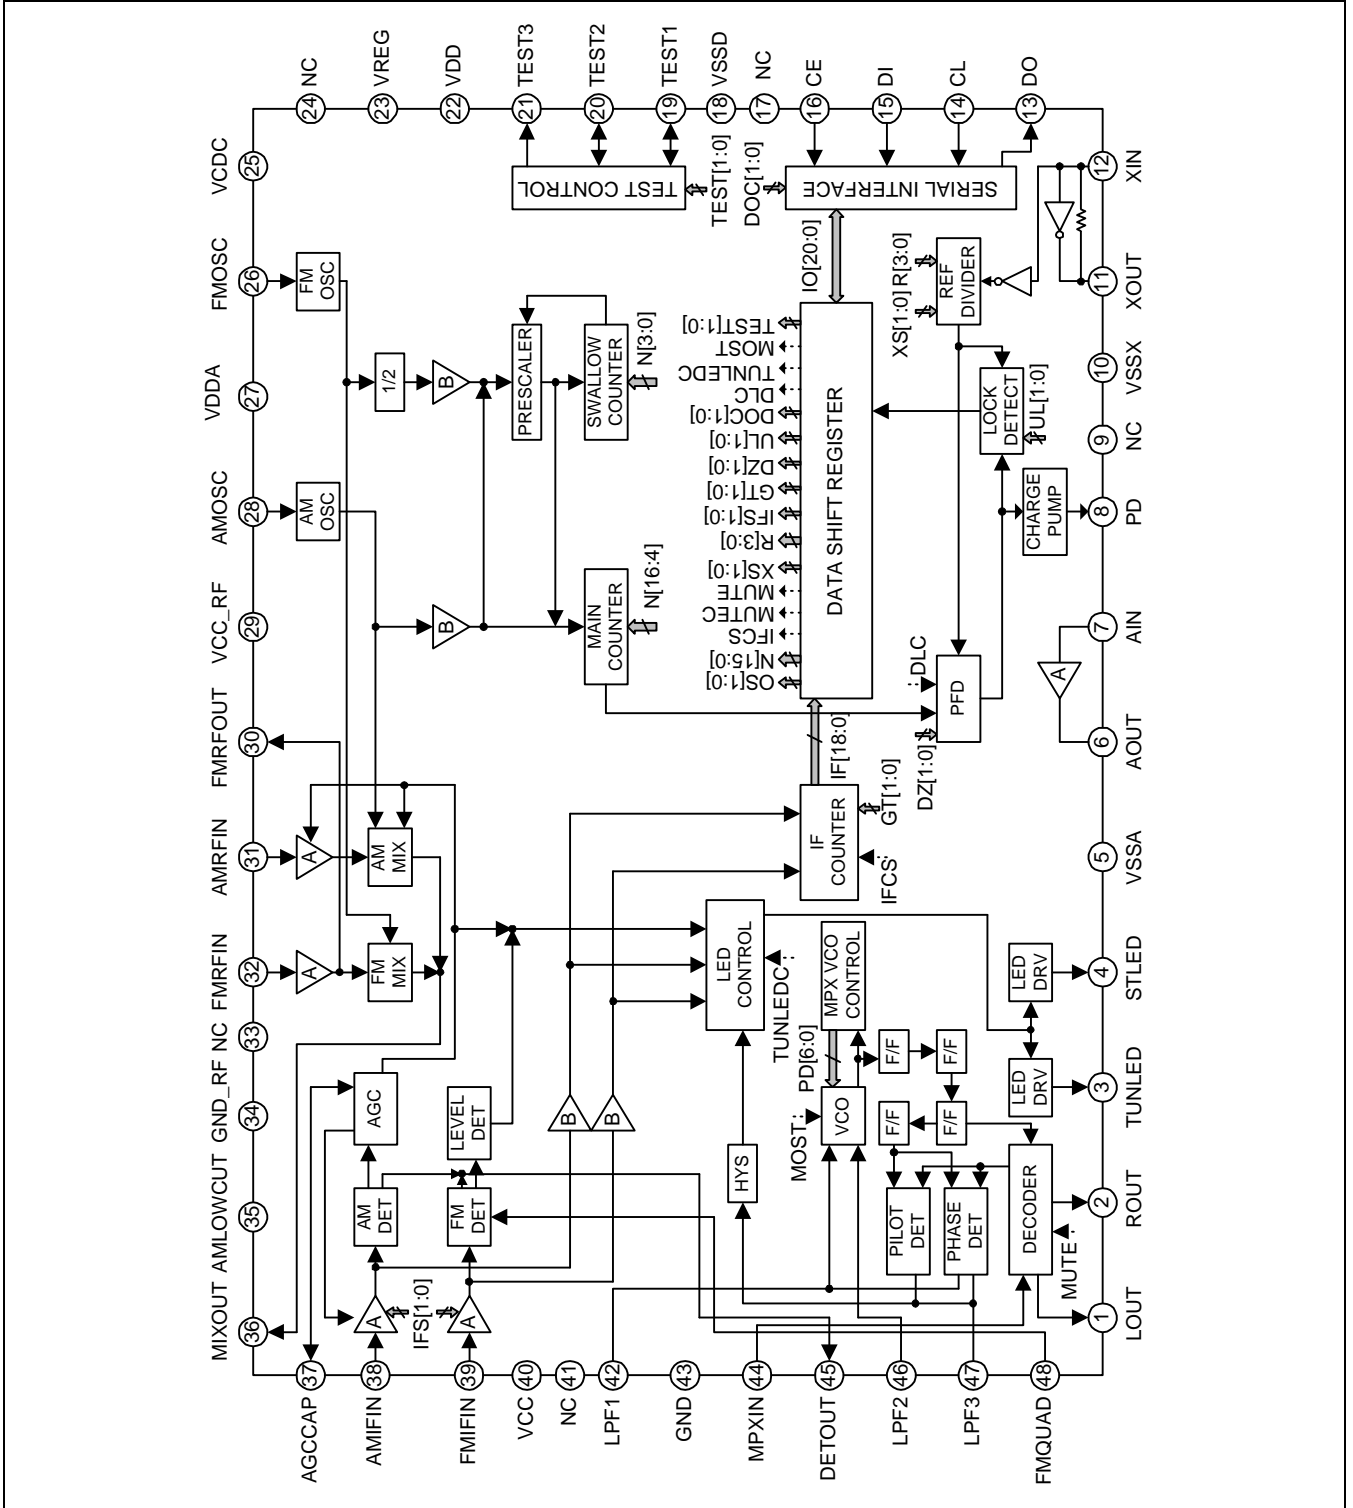 NC
VREG
VDD
TEST3
TEST2
TEST1
VSSD
NC
CE
DI
CL
DO
24
23
22
21
20
19
18
17
16
15
14
13
VCDC
25
FMOSC
26
VDDA
27
AMOSC
28
VCC_RF
29
FMRFOUT
30
AMRFIN
31
FMRFIN
32
NC
33
GND_RF
34
AMLOWCUT
35
MIXOUT
36
XIN
12
XOUT
11
VSSX
10
NC
9
PD
8
AIN
7
AOUT
6
VSSA
5
STLED
4
TUNLED
3
ROUT
2
LOUT
1
37
38
39
40
41
42
43
44
45
46
47
48
AGCCAP
AMIFIN
FMIFIN
VCC
NC
LPF1
GND
MPXIN
DETOUT
LPF2
LPF3
FMQUAD
TEST CONTROL
TEST[1:0]
DOC[1:0]
SERIAL INTERFACE
IO[20:0]
FM
OSC
1/2
B
PRESCALER
SWALLOW
COUNTER
N[3:0]
AM
OSC
B
MAIN
COUNTER
N[16:4]
XS[1:0]
R[3:0]
REF
DIVIDER
LOCK
DETECT
UL[1:0]
CHARGE
PUMP
DATA SHIFT REGISTER
TEST[1:0]
MOST
TUNLEDC
DLC
DOC[1:0]
UL[1:0]
DZ[1:0]
GT[1:0]
IFS[1:0]
R[3:0]
XS[1:0]
MUTE
MUTEC
IFCS
N[15:0]
OS[1:0]
DLC
PFD
DZ[1:0]
A
IF[18:0]
IF
COUNTER
GT[1:0]
IFCS
A
AM
MIX
A
FM
MIX
LED
CONTROL
TUNLEDC
MPX VCO
CONTROL
PD[6:0]
VCO
MOST
F/F
F/F
F/F
F/F
LED
DRV
LED
DRV
AGC
LEVEL
DET
AM
DET
FM
DET
B
B
HYS
PILOT
DET
PHASE
DET
DECODER
MUTE
A
IFS[1:0]
A